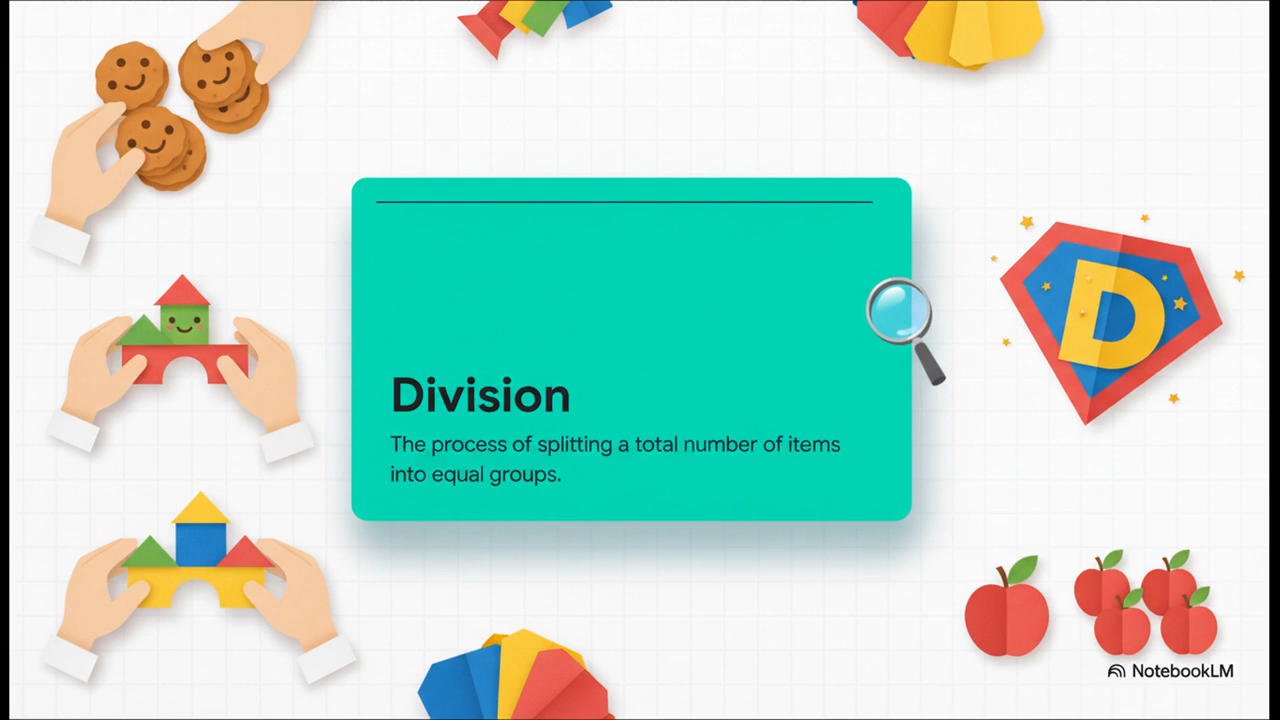 Division
The process of splitting a total number of items
into equal groups.
D
NotebookLM